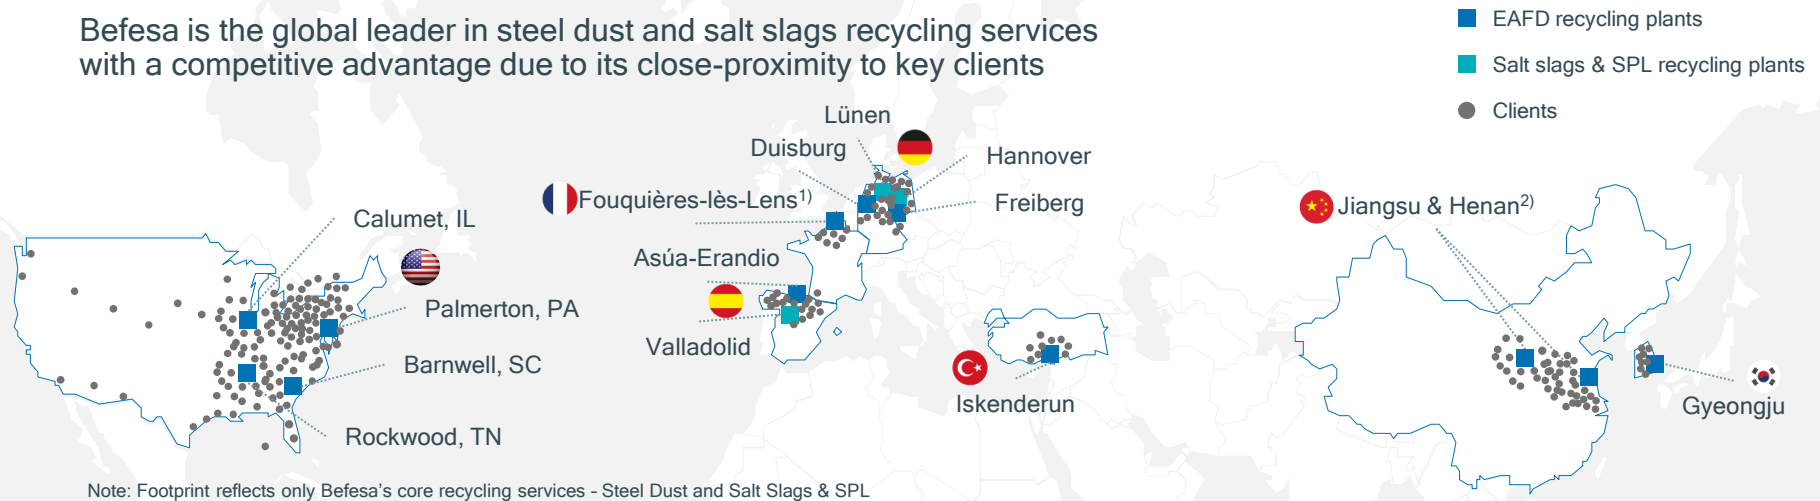 Befesa is the global leader in steel dust and salt slags recycling services
with a competitive advantage due to its close-proximity to key clients
EAFD recycling plants
Salt slags & SPL recycling plants
Clients
Lünen
Duisburg
Hannover
Fouquières-lès-Lens1)
Freiberg
Jiangsu & Henan2)
Calumet, IL
Asúa-Erandio
Palmerton, PA
Valladolid
Barnwell, SC
Iskenderun
Gyeongju
Rockwood, TN
Note: Footprint reflects only Befesa's core recycling services - Steel Dust and Salt Slags & SPL